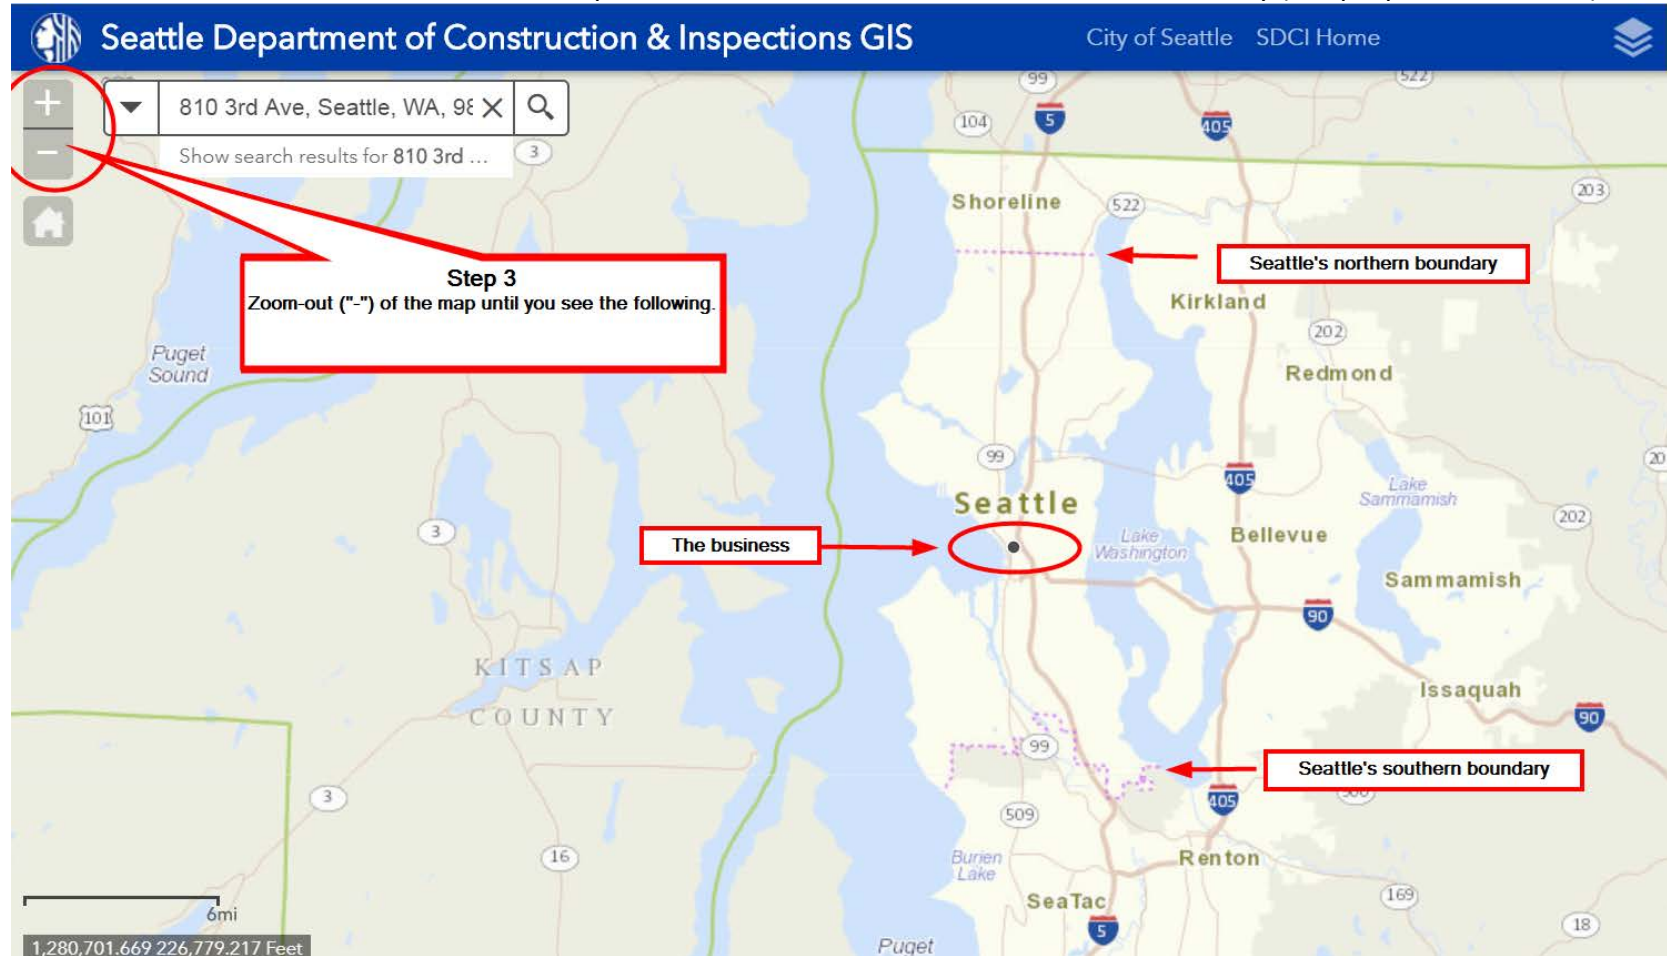 Seattle Department of Construction & Inspections GIS
City of Seattle SDCI Home
810 3rd Ave, Seattle, WA, 98
Show search results for 810 3rd ...
Step 3
Zoom-out ("-") of the map until you see the following.
99
522
104
5
405
3
203
Shoreline
522
Seattle's northern boundary
Kirkland
202
Puget
Sound
Redmond
101
99
405
20
Lake
Sammamish
Seattle
202
3
The business
Lake
Washington
Bellevue
Sammamish
90
KITSAP
COUNTY
Issaquah
90
99
Seattle's southern boundary
3
405
509
16
Burien
Lake
Renton
169
SeaTac
6mi
5
18
Puget
1,280,701.669 226,779.217 Feet